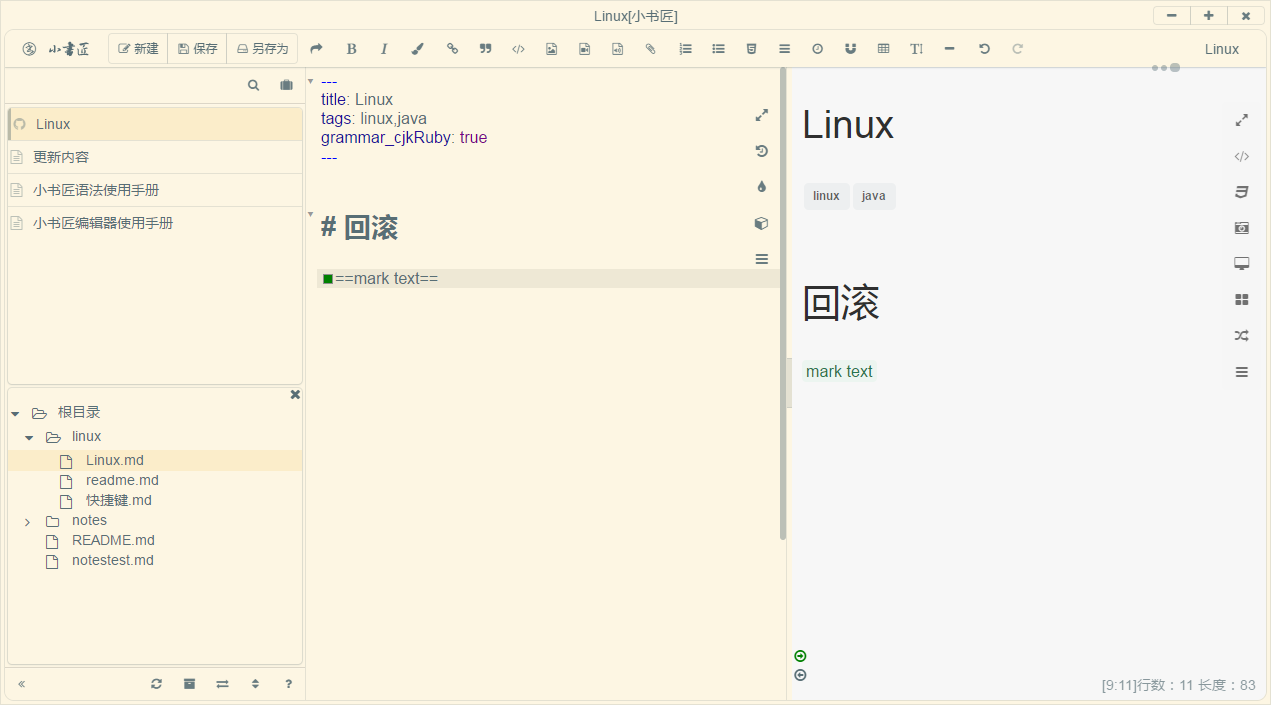 Linux[小书匠]
小書匠 新建 保存 另存为 B I TI Linux
Linux
更新内容
小书匠语法使用手册
小书匠编辑器使用手册
根目录
linux
Linux.md
readme.md
快捷键.md
notes
README.md
notestest.md
---
title: Linux
tags: linux,java
grammar_cjkRuby: true
---
# 回滚
==mark text==
Linux
linux java
回滚
mark text
[9:11]行数：11 长度：83